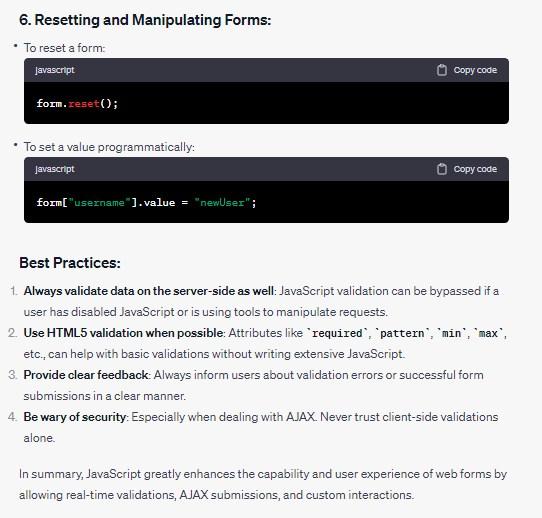 6. Resetting and Manipulating Forms:
• To reset a form:
javascript Copy code
form.reset();
• To set a value programmatically:
javascript Copy code
form["username"].value = "newUser";
Best Practices:
1. Always validate data on the server-side as well: JavaScript validation can be bypassed if a
user has disabled JavaScript or is using tools to manipulate requests.
2. Use HTML5 validation when possible: Attributes like `required`, `pattern`, `min`, `max`,
etc., can help with basic validations without writing extensive JavaScript.
3. Provide clear feedback: Always inform users about validation errors or successful form
submissions in a clear manner.
4. Be wary of security: Especially when dealing with AJAX. Never trust client-side validations
alone.
In summary, JavaScript greatly enhances the capability and user experience of web forms by
allowing real-time validations, AJAX submissions, and custom interactions.